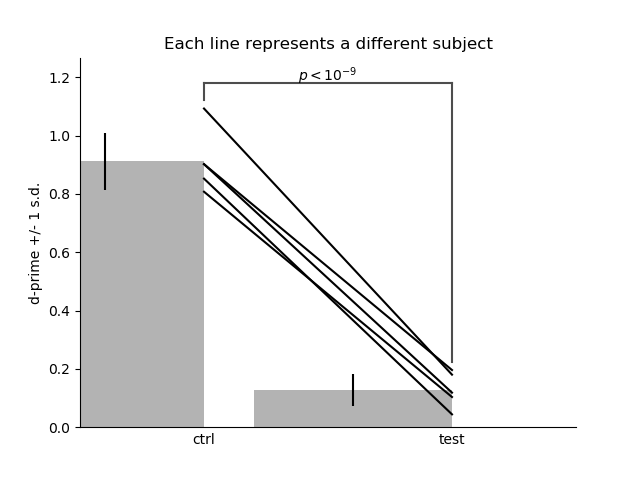 Each line represents a different subject
p < 10⁻⁹
d-prime +/- 1 s.d.
1.2
1.0
0.8
0.6
0.4
0.2
0.0
ctrl test